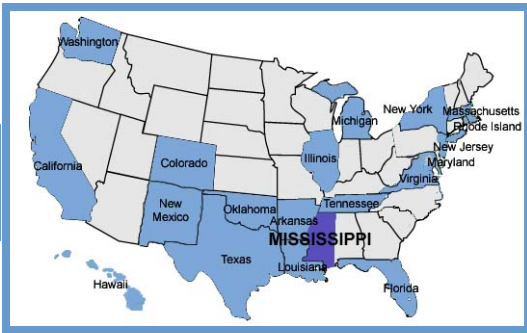 Washington
Michigan
New York
Massachusetts
Rhode Island
New Jersey
Maryland
Illinois
California
Colorado
Virginia
Tennessee
New
Mexico
Oklahoma
Arkansas
MISSISSIPPI
Texas
Louisiana
Hawaii
Florida